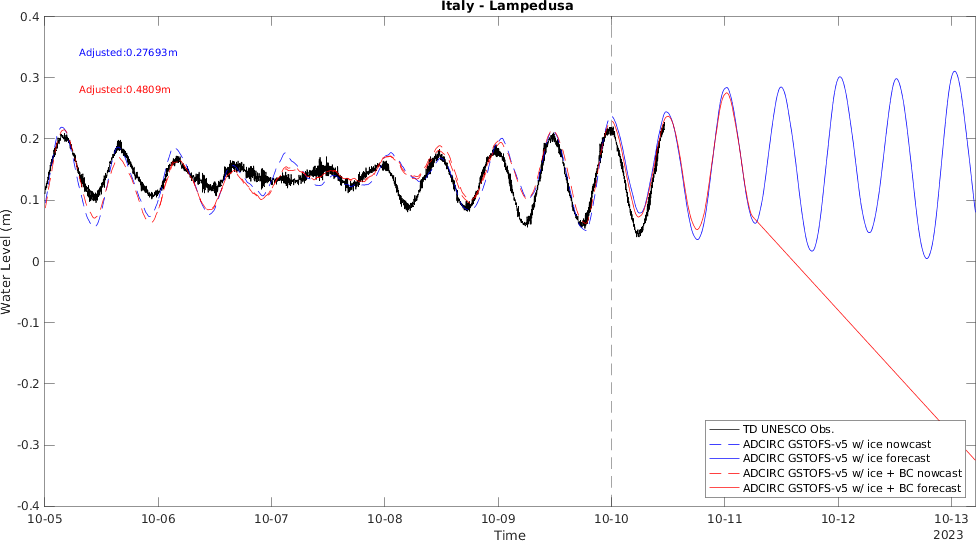 Italy - Lampedusa
Adjusted:0.27693m
Adjusted:0.4809m
Water Level (m)
0.4
0.3
0.2
0.1
0
-0.1
-0.2
-0.3
-0.4
TD UNESCO Obs.
ADCIRC GSTOFS-v5 w/ ice nowcast
ADCIRC GSTOFS-v5 w/ ice forecast
ADCIRC GSTOFS-v5 w/ ice + BC nowcast
ADCIRC GSTOFS-v5 w/ ice + BC forecast
10-05 10-06 10-07 10-08 10-09 10-10 10-11 10-12 10-13
Time
2023